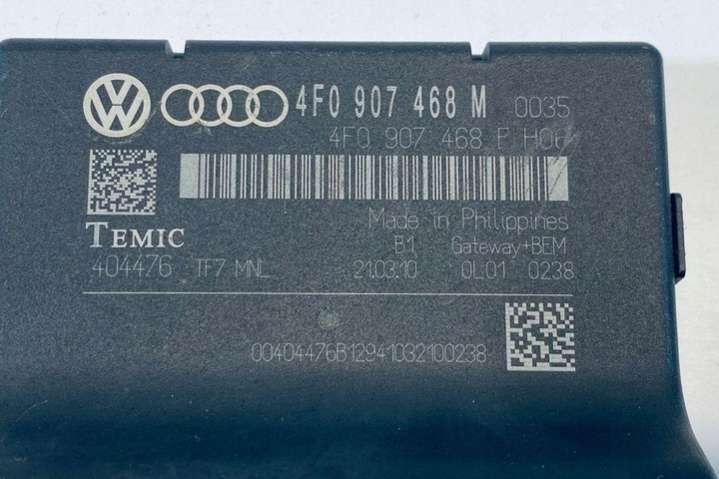 4F0 907 468 M 0035
4F0 907 468 F H06
Made in Philippines
TEMIC B1 Gateway+BEM
404476 TF7 MNL 21.03.10 0L01 0238
00404476B12941032100238